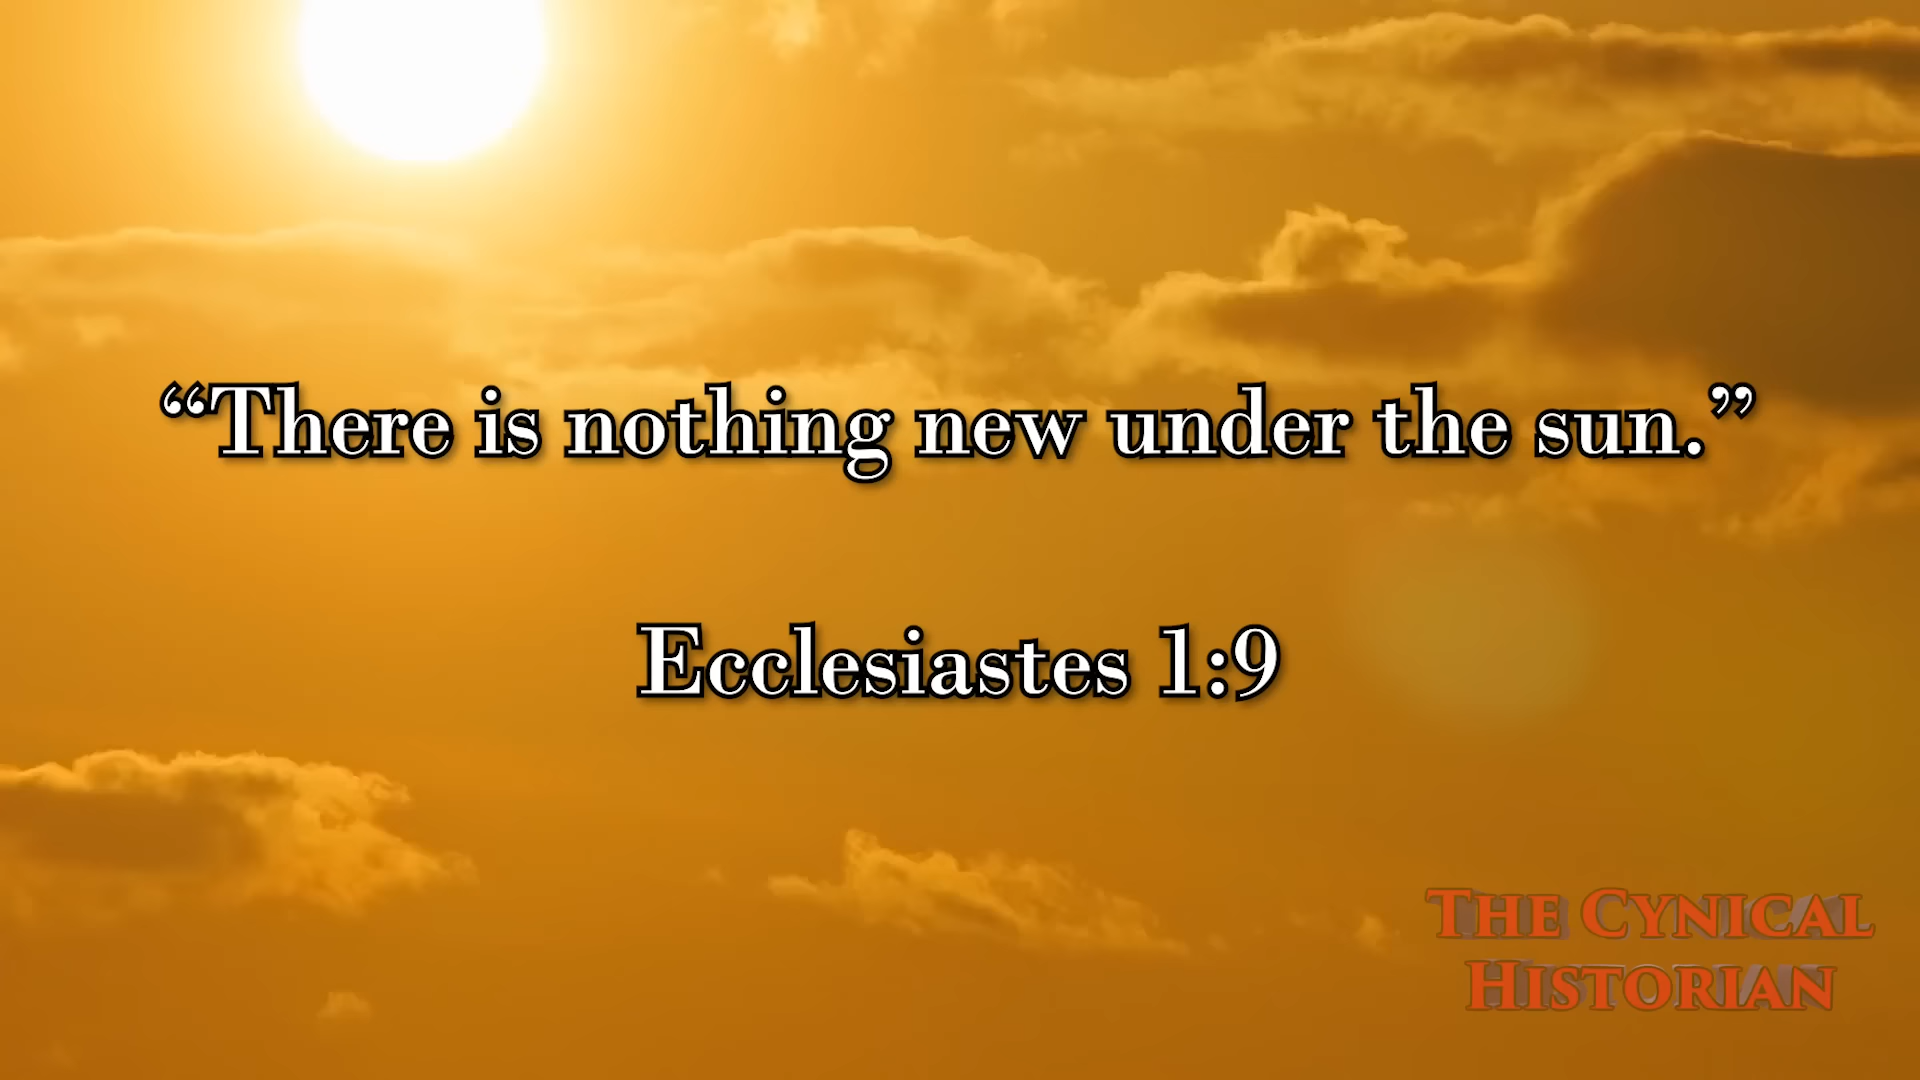 “There is nothing new under the sun.”
Ecclesiastes 1:9
The Cynical
Historian